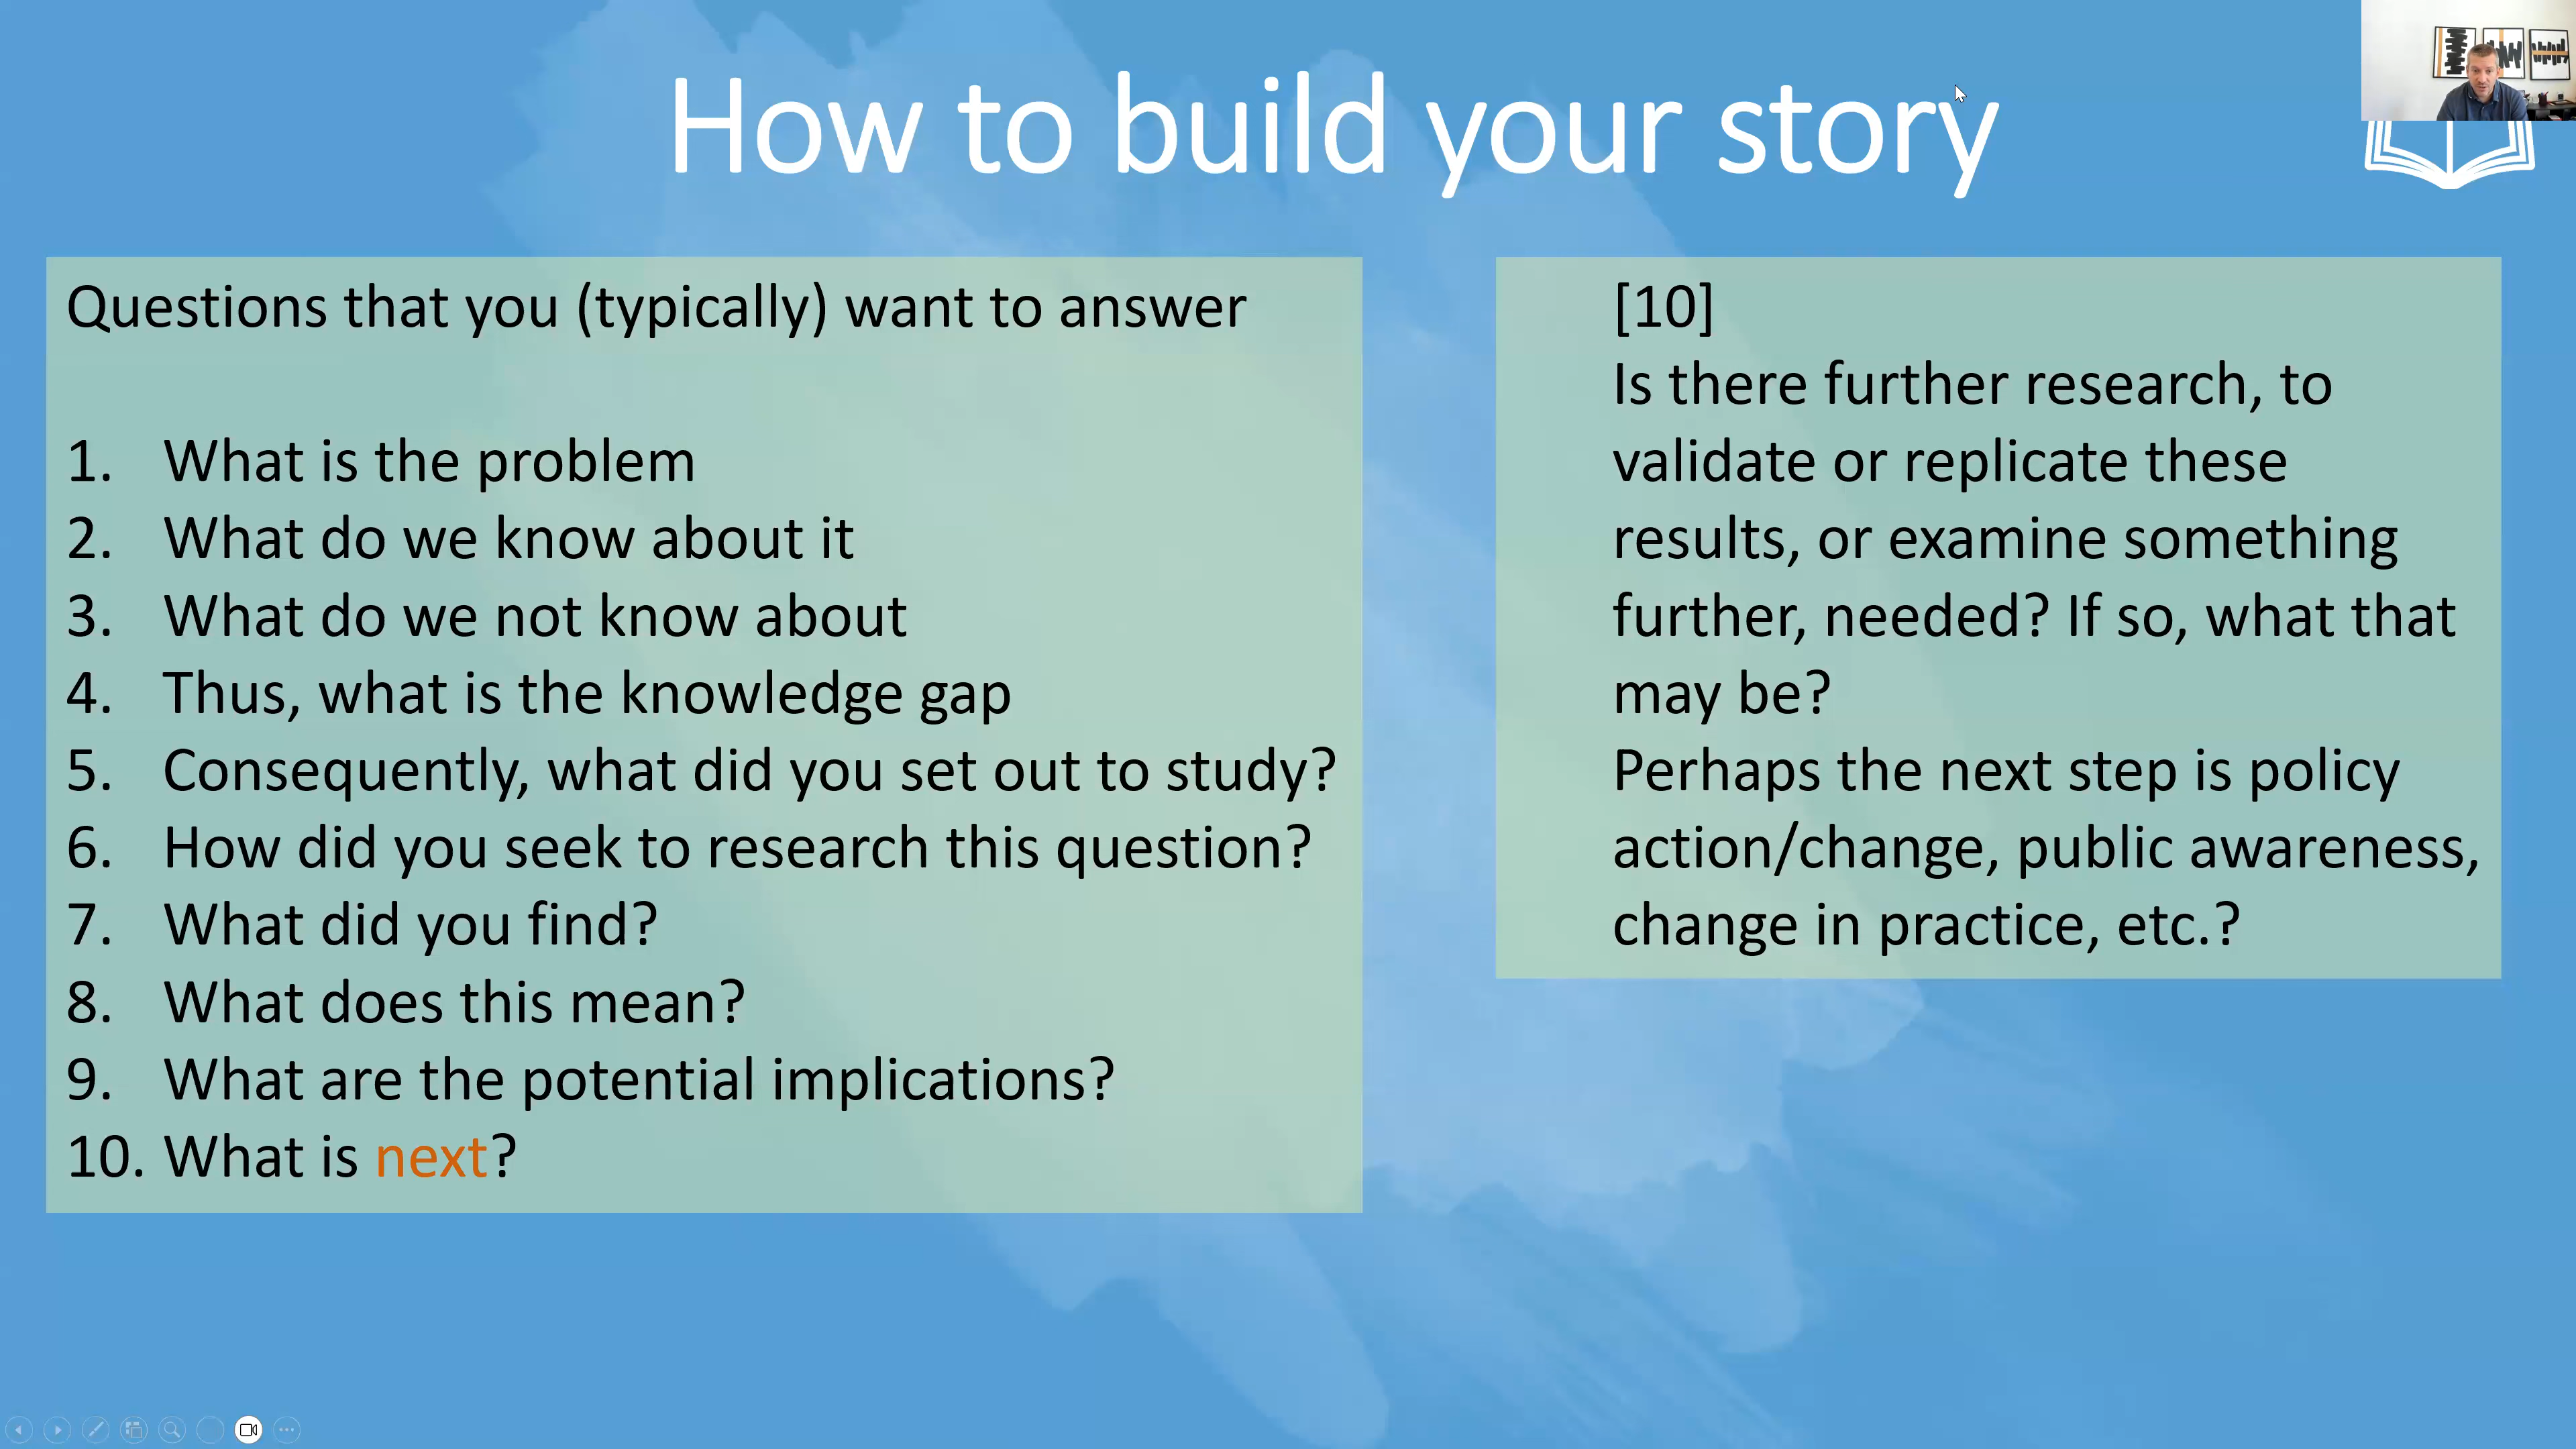 How to build your story
Questions that you (typically) want to answer
1. What is the problem
2. What do we know about it
3. What do we not know about
4. Thus, what is the knowledge gap
5. Consequently, what did you set out to study?
6. How did you seek to research this question?
7. What did you find?
8. What does this mean?
9. What are the potential implications?
10. What is next?
[10]
Is there further research, to
validate or replicate these
results, or examine something
further, needed? If so, what that
may be?
Perhaps the next step is policy
action/change, public awareness,
change in practice, etc.?